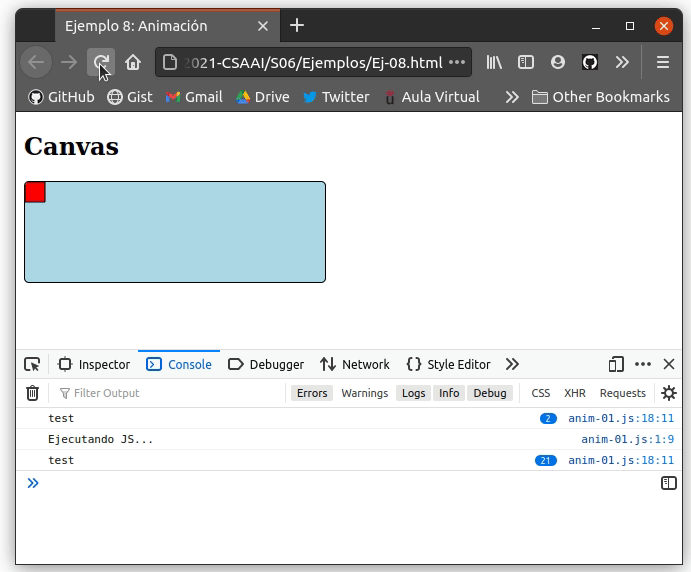 Ejemplo 8: Animación
2021-CSAAI/S06/Ejemplos/Ej-08.html
GitHub Gist Gmail Drive Twitter Aula Virtual Other Bookmarks
Canvas
Inspector Console Debugger Network Style Editor
Filter Output Errors Warnings Logs Info Debug CSS XHR Requests
test 2 anim-01.js:18:11
Ejecutando JS... anim-01.js:1:9
test 21 anim-01.js:18:11